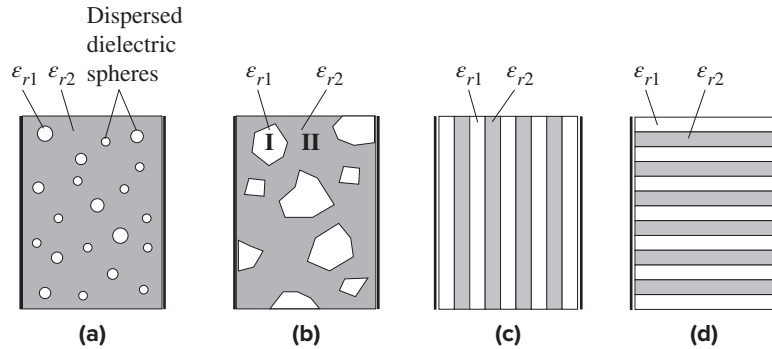 Dispersed
dielectric
spheres
εr1 εr2
εr1 εr2
εr1 εr2
εr1 εr2
I II
(a) (b) (c) (d)